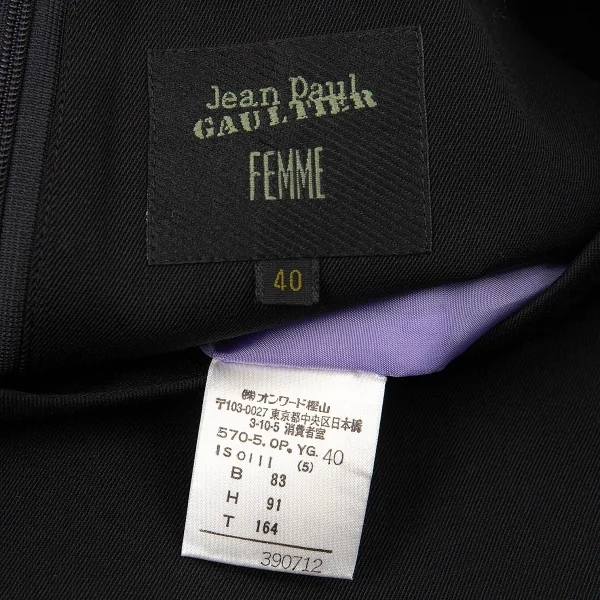 Jean Paul
GAULTIER
FEMME
40
㈱オンワード樫山
〒103-0027 東京都中央区日本橋
3-10-5 消費者室
570-5. OP. YG. 40
ISO111 (5)
B 83
H 91
T 164
390712